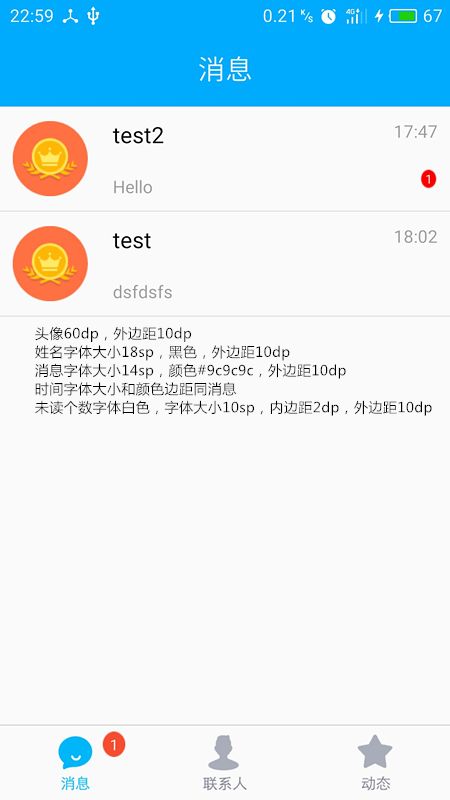 22:59 0.21 K/s 4G 67
消息
test2 17:47
Hello 1
test 18:02
dsfdsfs
头像60dp，外边距10dp
姓名字体大小18sp，黑色，外边距10dp
消息字体大小14sp，颜色#9c9c9c，外边距10dp
时间字体大小和颜色边距同消息
未读个数字体白色，字体大小10sp，内边距2dp，外边距10dp
1
消息 联系人 动态